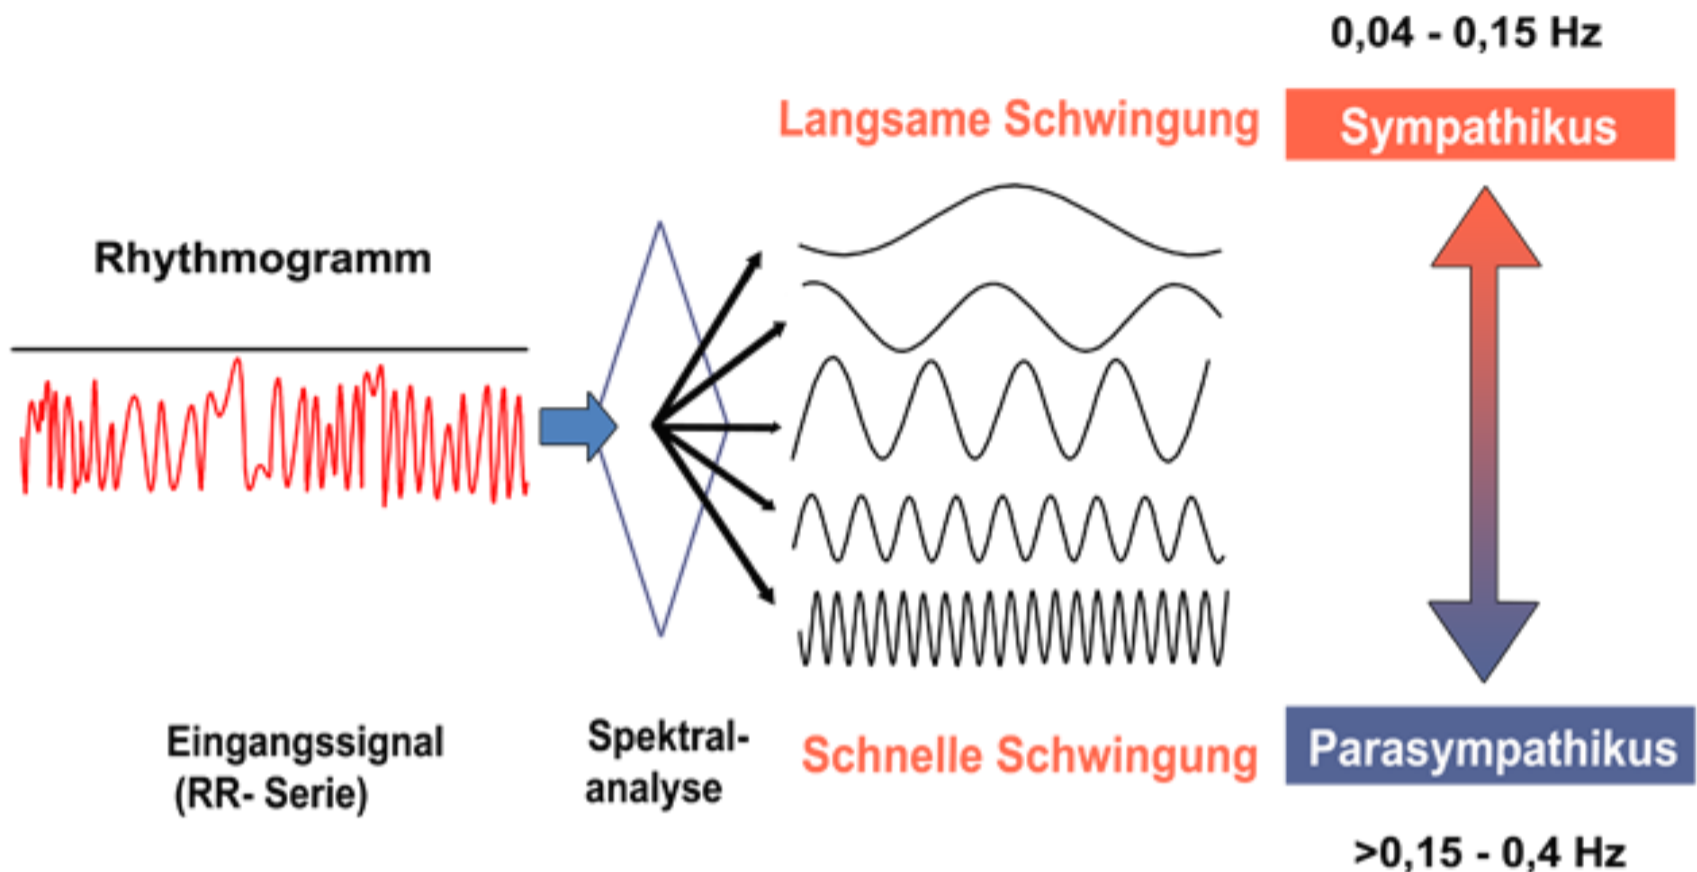 0,04 - 0,15 Hz
Langsame Schwingung
Sympathikus
Rhythmogramm
Eingangssignal
(RR- Serie)
Spektral-
analyse
Schnelle Schwingung
Parasympathikus
>0,15 - 0,4 Hz